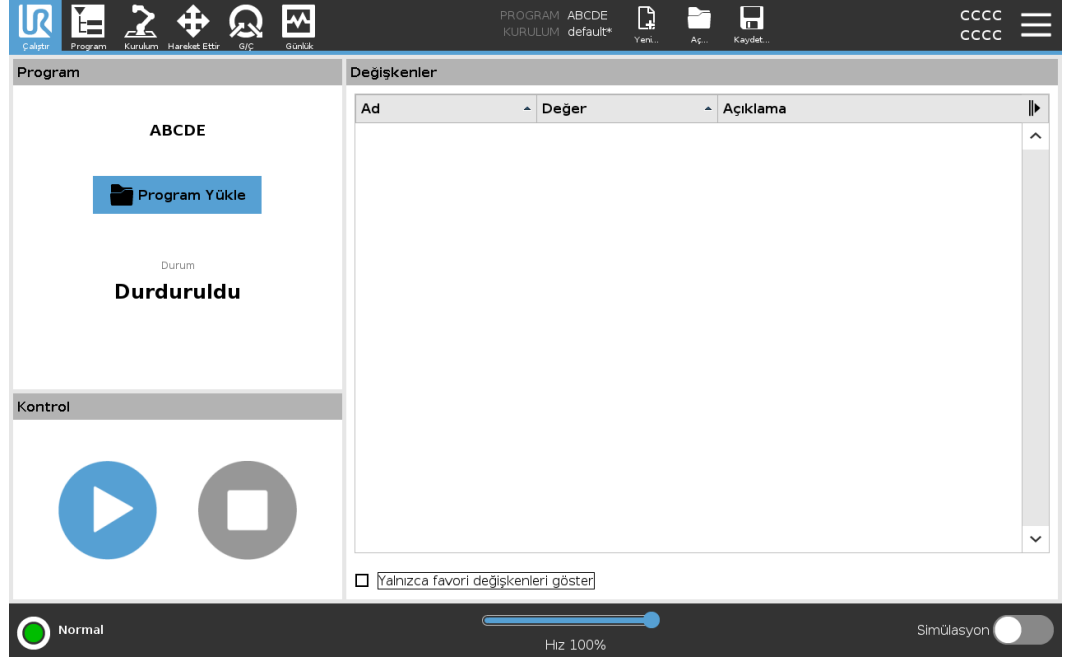 Çalıştır Program Kurulum Hareket Ettir G/Ç Günlük
PROGRAM ABCDE
KURULUM default*
Yeni... Aç... Kaydet...
CCCC
CCCC
Program
ABCDE
Program Yükle
Durum
Durduruldu
Kontrol
Değişkenler
Ad Değer Açıklama
Yalnızca favori değişkenleri göster
Normal
Hız 100%
Simülasyon